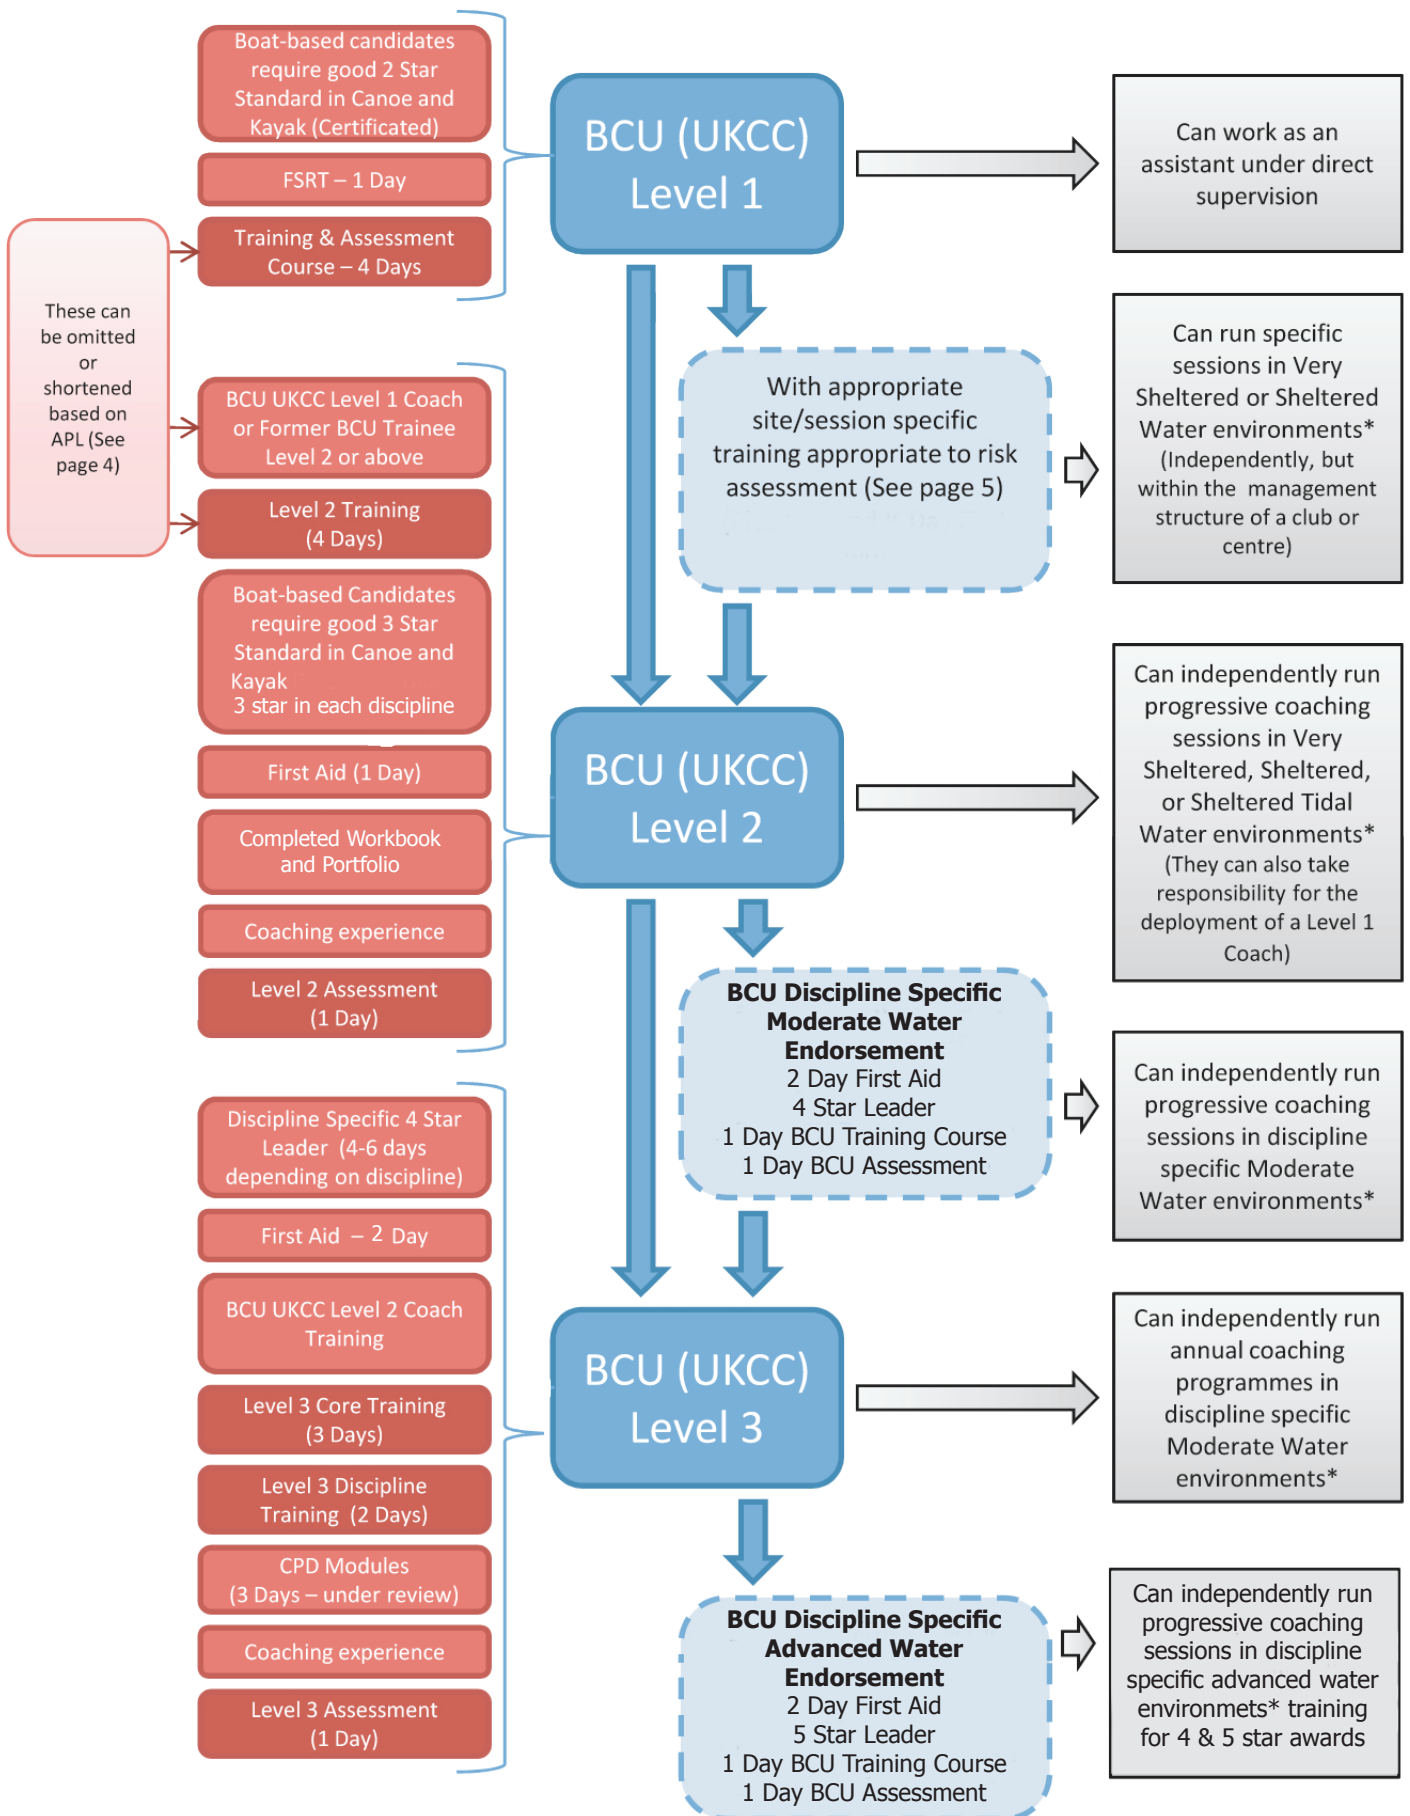 Boat-based candidates
require good 2 Star
Standard in Canoe and
Kayak (Certificated)
FSRT – 1 Day
Training & Assessment
Course – 4 Days
BCU (UKCC)
Level 1
Can work as an
assistant under direct
supervision
These can
be omitted
or
shortened
based on
APL (See
page 4)
With appropriate
site/session specific
training appropriate to risk
assessment (See page 5)
Can run specific
sessions in Very
Sheltered or Sheltered
Water environments*
(Independently, but
within the management
structure of a club or
centre)
BCU UKCC Level 1 Coach
or Former BCU Trainee
Level 2 or above
Level 2 Training
(4 Days)
Boat-based Candidates
require good 3 Star
Standard in Canoe and
Kayak
3 star in each discipline
First Aid (1 Day)
Completed Workbook
and Portfolio
Coaching experience
Level 2 Assessment
(1 Day)
BCU (UKCC)
Level 2
Can independently run
progressive coaching
sessions in Very
Sheltered, Sheltered,
or Sheltered Tidal
Water environments*
(They can also take
responsibility for the
deployment of a Level 1
Coach)
BCU Discipline Specific
Moderate Water
Endorsement
2 Day First Aid
4 Star Leader
1 Day BCU Training Course
1 Day BCU Assessment
Can independently run
progressive coaching
sessions in discipline
specific Moderate
Water environments*
Discipline Specific 4 Star
Leader (4-6 days
depending on discipline)
First Aid – 2 Day
BCU UKCC Level 2 Coach
Training
Level 3 Core Training
(3 Days)
Level 3 Discipline
Training (2 Days)
CPD Modules
(3 Days – under review)
Coaching experience
Level 3 Assessment
(1 Day)
BCU (UKCC)
Level 3
Can independently run
annual coaching
programmes in
discipline specific
Moderate Water
environments*
BCU Discipline Specific
Advanced Water
Endorsement
2 Day First Aid
5 Star Leader
1 Day BCU Training Course
1 Day BCU Assessment
Can independently run
progressive coaching
sessions in discipline
specific advanced water
environmets* training
for 4 & 5 star awards